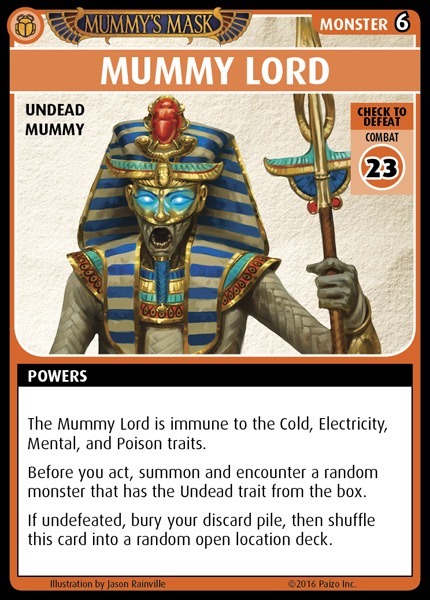 MUMMY'S MASK
MONSTER 6
MUMMY LORD
UNDEAD
MUMMY
CHECK TO
DEFEAT
COMBAT
23
POWERS
The Mummy Lord is immune to the Cold, Electricity,
Mental, and Poison traits.
Before you act, summon and encounter a random
monster that has the Undead trait from the box.
If undefeated, bury your discard pile, then shuffle
this card into a random open location deck.
Illustration by Jason Rainville
©2016 Paizo Inc.